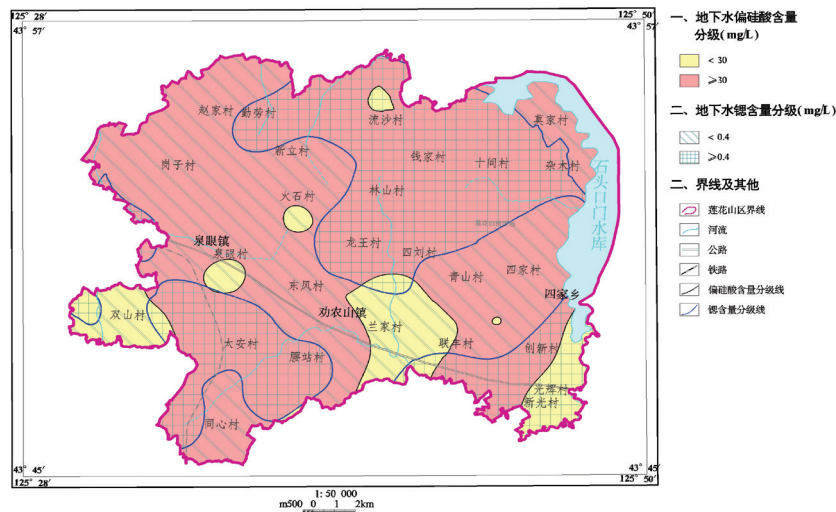 125° 28′
125° 50′
43° 57′
43° 57′
赵家村
勤劳村
流沙村
莫家村
新立村
钱家村
十间村
杂木村
岗子村
林山村
火石村
石头口门水库
泉眼镇
泉眼村
龙王村
四刘村
东风村
青山村
四家村
四家乡
双山村
劝农山镇
兰家村
太安村
腰站村
联丰村
创新村
光辉村
新光村
同心村
43° 45′
43° 45′
125° 28′
125° 50′
1: 50 000
m500 0 1 2km
一、地下水偏硅酸含量
分级( mg/L)
< 30
≥30
二、地下水锶含量分级( mg/L)
< 0.4
≥0.4
二、界线及其他
莲花山区界线
河流
公路
铁路
偏硅酸含量分级线
锶含量分级线